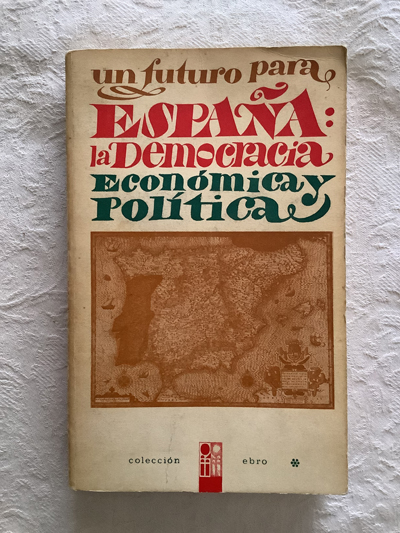 un futuro para
ESPAÑA:
la Democracia
Económica y
Política
colección ebro *